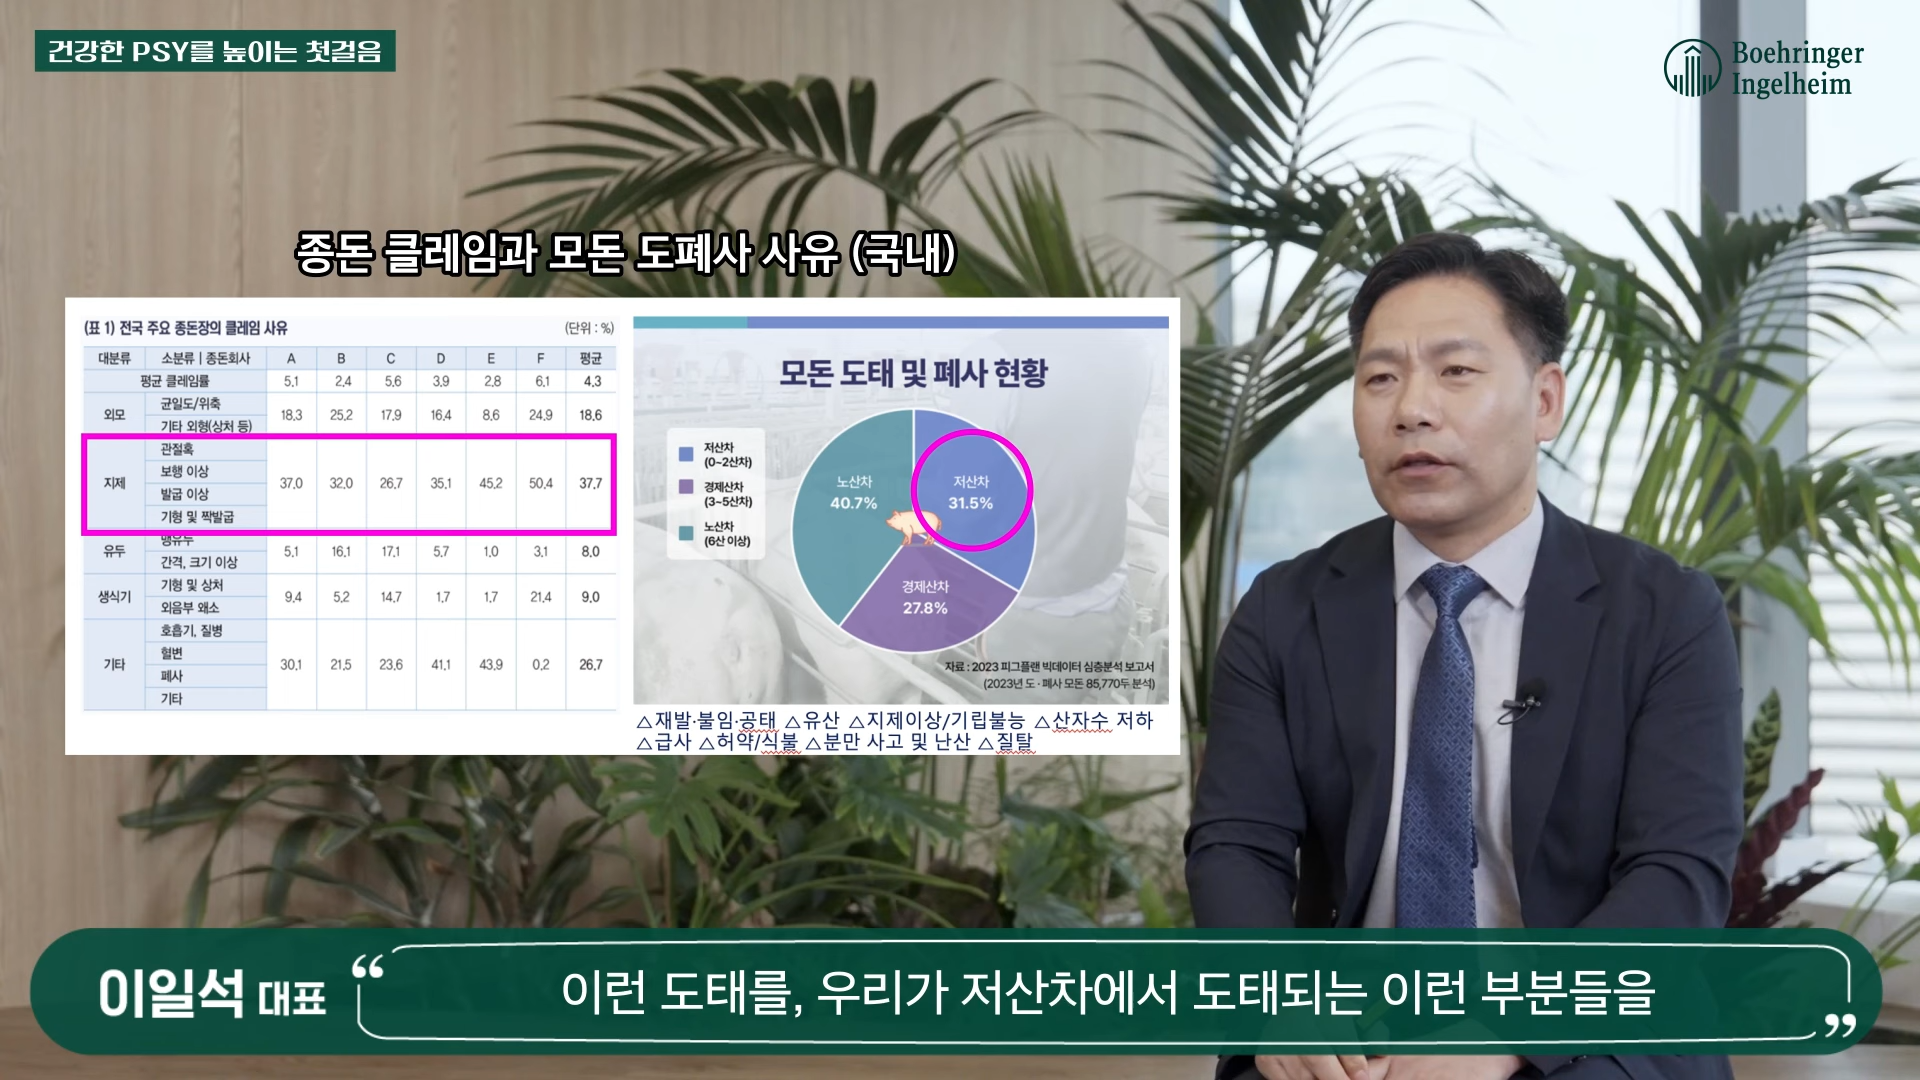 건강한 PSY를 높이는 첫걸음
Boehringer
Ingelheim
종돈 클레임과 모돈 도폐사 사유 (국내)
(표 1) 전국 주요 종돈장의 클레임 사유 (단위 : %)
대분류 소분류 | 종돈회사 A B C D E F 평균
평균 클레임률 5.1 2.4 5.6 3.9 2.8 6.1 4.3
외모 균일도/위축 18.3 25.2 17.9 16.4 8.6 24.9 18.6
기타 외형(상처 등)
지제 관절혹 37.0 32.0 26.7 35.1 45.2 50.4 37.7
보행 이상
발굽 이상
기형 및 짝발굽
유두 맹유두 5.1 16.1 17.1 5.7 1.0 3.1 8.0
간격, 크기 이상
생식기 기형 및 상처 9.4 5.2 14.7 1.7 1.7 21.4 9.0
외음부 왜소
기타 호흡기, 질병 30.1 21.5 23.6 41.1 43.9 0.2 26.7
혈변
폐사
기타
모돈 도태 및 폐사 현황
저산차
(0~2산차)
경제산차
(3~5산차)
노산차
(6산 이상)
노산차
40.7%
저산차
31.5%
경제산차
27.8%
자료 : 2023 피그플랜 빅데이터 심층분석 보고서
(2023년 도 · 폐사 모돈 85,770두 분석)
△재발·불임·공태 △유산 △지제이상/기립불능 △산자수 저하
△급사 △허약/식불 △분만 사고 및 난산 △질탈
이일석 대표
“이런 도태를, 우리가 저산차에서 도태되는 이런 부분들을”